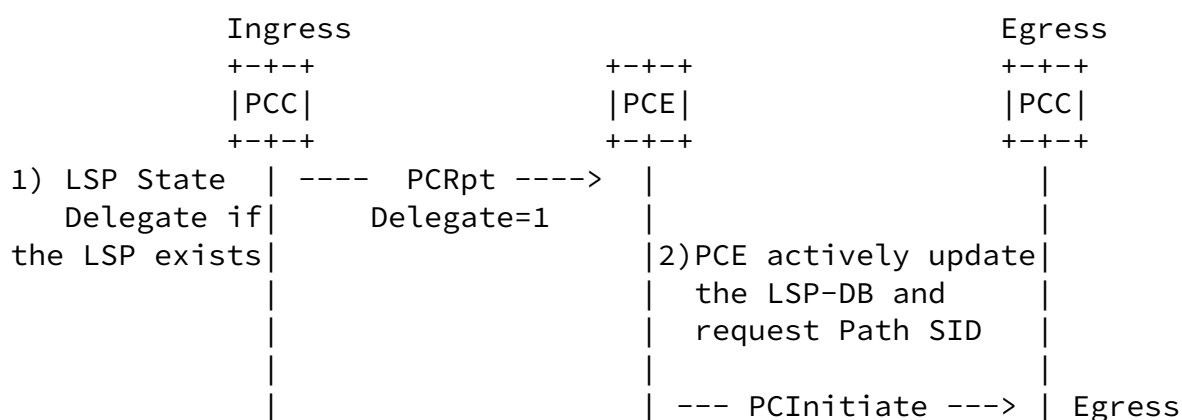 Ingress                                  Egress
+-+-+                  +-+-+                   +-+-+
|PCC|                  |PCE|                   |PCC|
+-+-+                  +-+-+                   +-+-+
1) LSP State  | ----  PCRpt ---->  |                     |
Delegate if|     Delegate=1     |                     |
the LSP exists|                    |2)PCE actively update|
|                    |  the LSP-DB and     |
|                    |  request Path SID   |
|                    |                     |
|                    | --- PCInitiate ---> | Egress